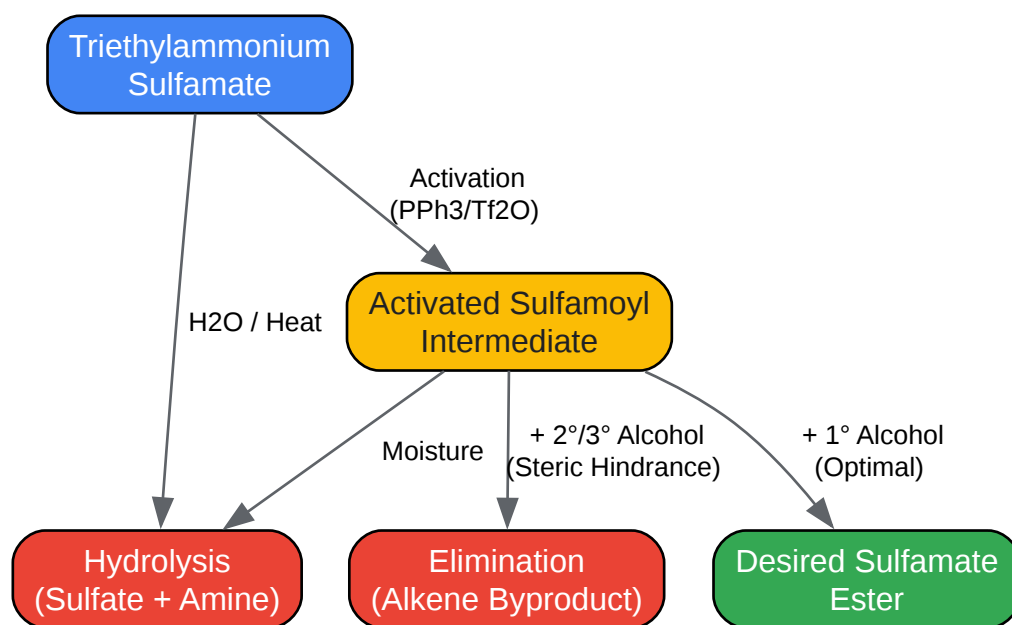 Triethylammonium
Sulfamate
Activation
(PPh3/Tf2O)
H2O / Heat
Activated Sulfamoyl
Intermediate
Moisture
+ 2°/3° Alcohol
(Steric Hindrance)
+ 1° Alcohol
(Optimal)
Hydrolysis
(Sulfate + Amine)
Elimination
(Alkene Byproduct)
Desired Sulfamate
Ester